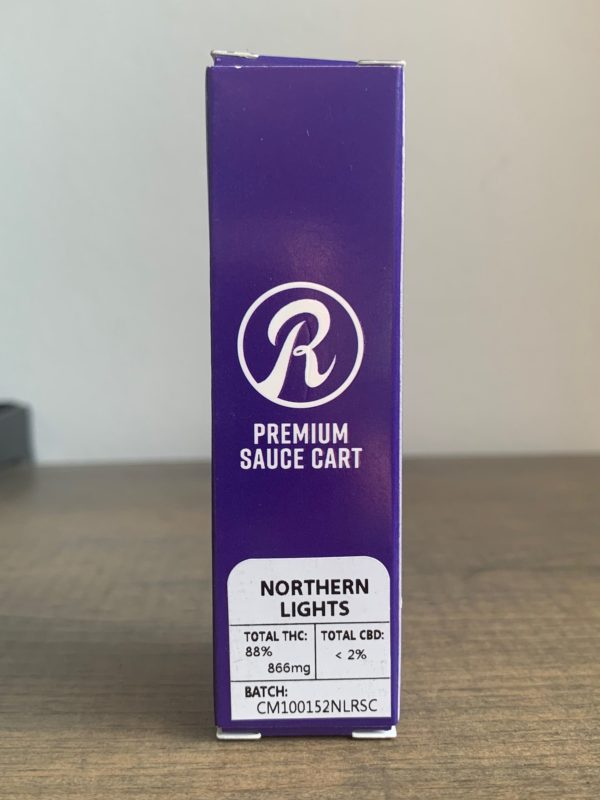 R
PREMIUM
SAUCE CART
NORTHERN
LIGHTS
TOTAL THC:
88%
866mg
TOTAL CBD:
< 2%
BATCH:
CM100152NLRSC